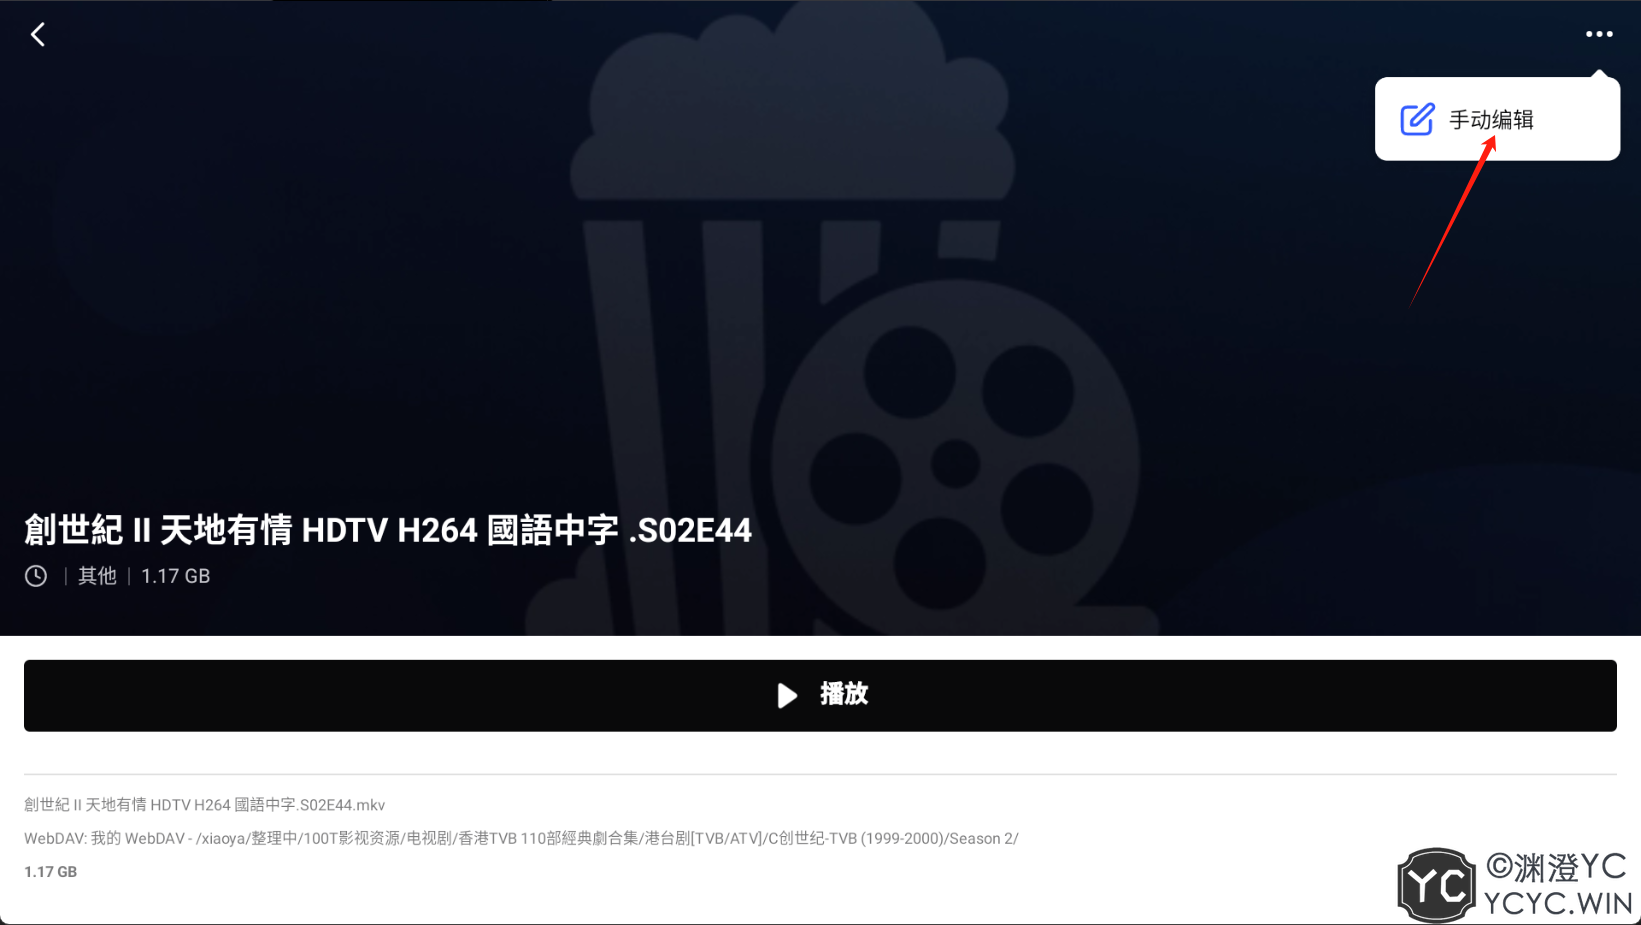 手动编辑
創世紀 II 天地有情 HDTV H264 國語中字 .S02E44
其他 | 1.17 GB
播放
創世紀 II 天地有情 HDTV H264 國語中字.S02E44.mkv
WebDAV: 我的 WebDAV - /xiaoya/整理中/100T影视资源/电视剧/香港TVB 110部經典劇合集/港台剧[TVB/ATV]/C创世纪-TVB (1999-2000)/Season 2/
1.17 GB
YC ©渊澄YC
YCYC.WIN